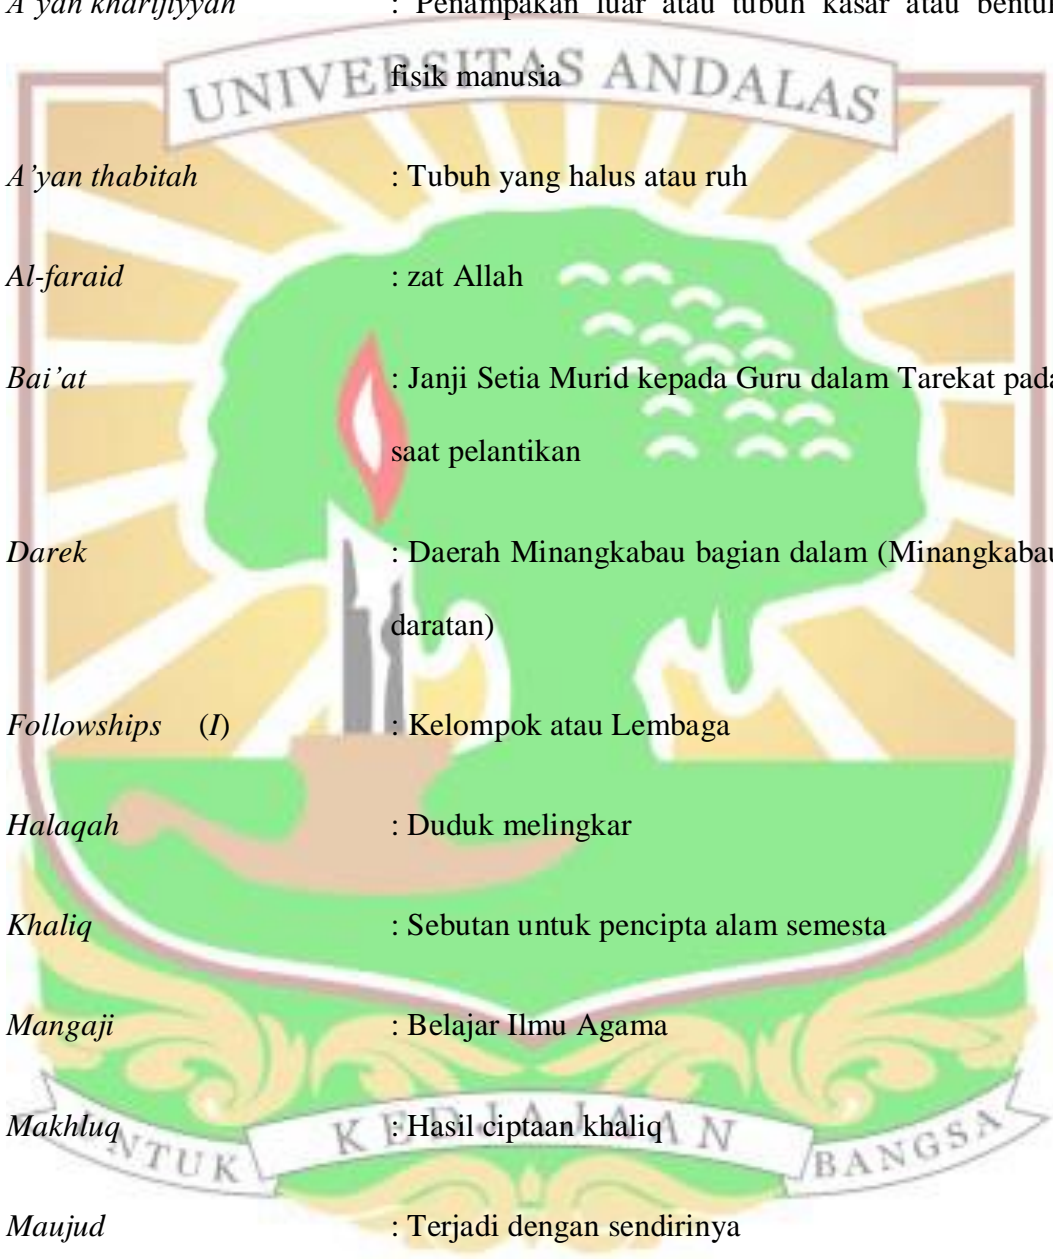 A'yan kharijiyyah : Penampakan luar atau tubuh kasar atau bentuk
fisik manusia
UNIVERSITAS ANDALAS
A'yan thabitah : Tubuh yang halus atau ruh
Al-faraid : zat Allah
Bai'at : Janji Setia Murid kepada Guru dalam Tarekat pada
saat pelantikan
Darek : Daerah Minangkabau bagian dalam (Minangkabau
daratan)
Followships (I) : Kelompok atau Lembaga
Halaqah : Duduk melingkar
Khaliq : Sebutan untuk pencipta alam semesta
Mangaji : Belajar Ilmu Agama
Makhluq : Hasil ciptaan khaliq
UNTUK KEDJAJAAN BANGSA
Maujud : Terjadi dengan sendirinya